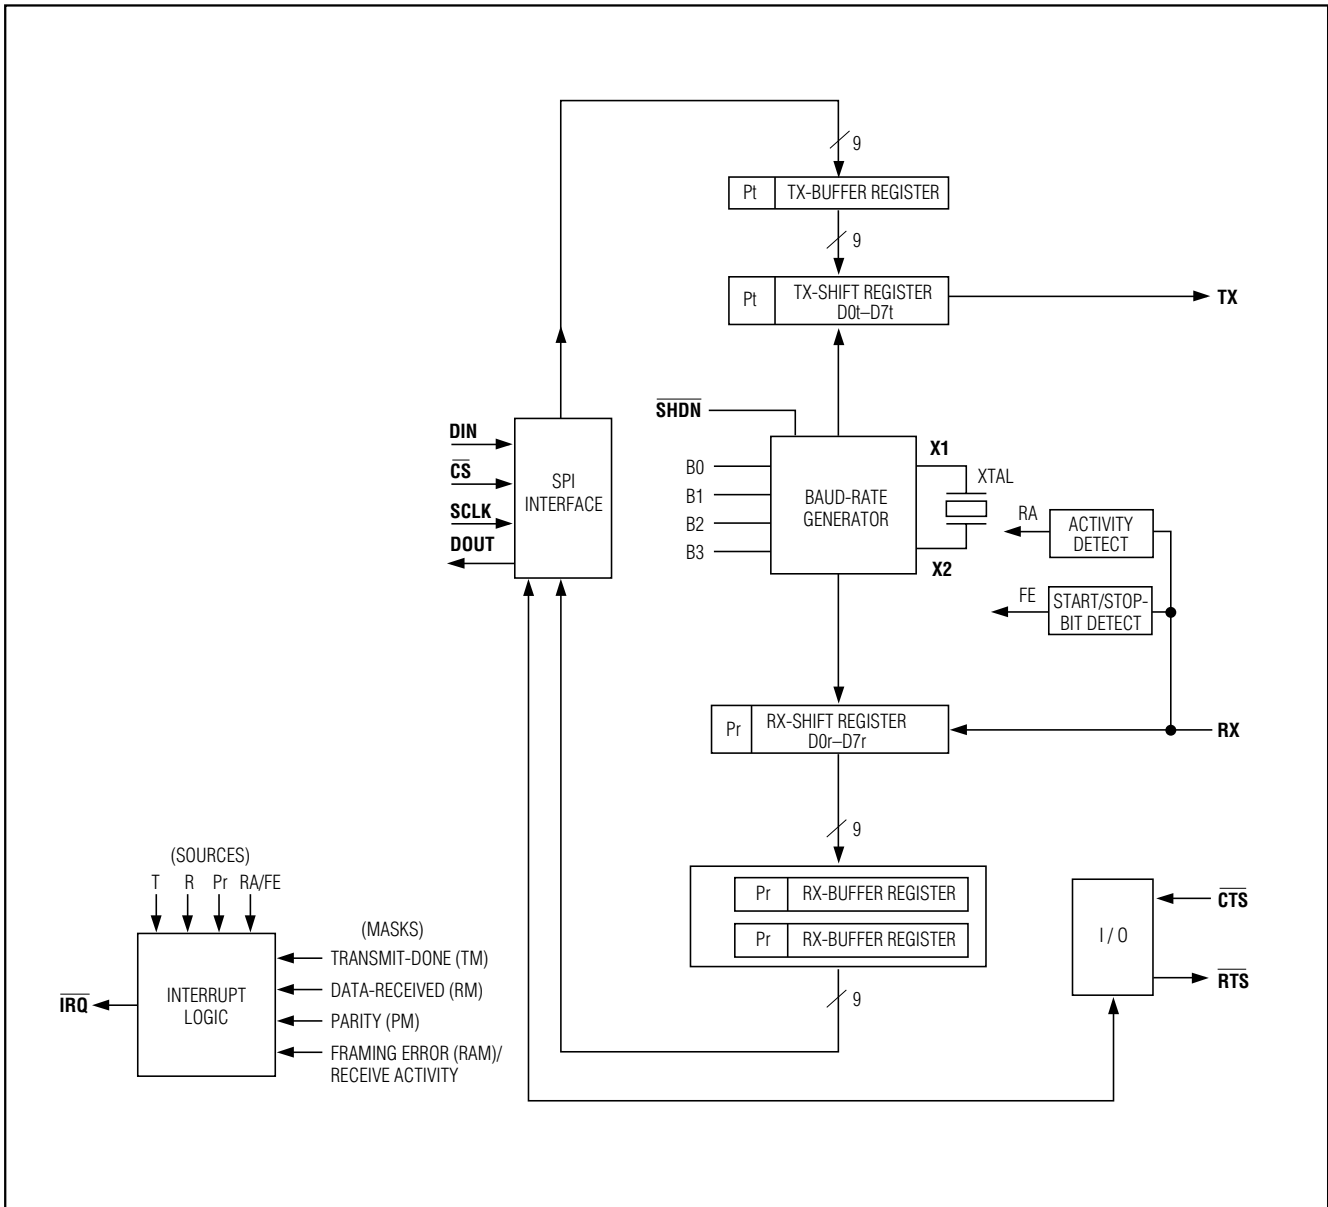 9
Pt TX-BUFFER REGISTER
9
Pt TX-SHIFT REGISTER
D0t–D7t
TX
SHDN
DIN
CS
SCLK
DOUT
SPI
INTERFACE
B0
B1
B2
B3
BAUD-RATE
GENERATOR
X1
XTAL
X2
RA
ACTIVITY
DETECT
FE
START/STOP-
BIT DETECT
Pr RX-SHIFT REGISTER
D0r–D7r
RX
9
Pr RX-BUFFER REGISTER
Pr RX-BUFFER REGISTER
9
I / O
CTS
RTS
(SOURCES)
T R Pr RA/FE
(MASKS)
TRANSMIT-DONE (TM)
DATA-RECEIVED (RM)
PARITY (PM)
FRAMING ERROR (RAM)/
RECEIVE ACTIVITY
INTERRUPT
LOGIC
IRQ